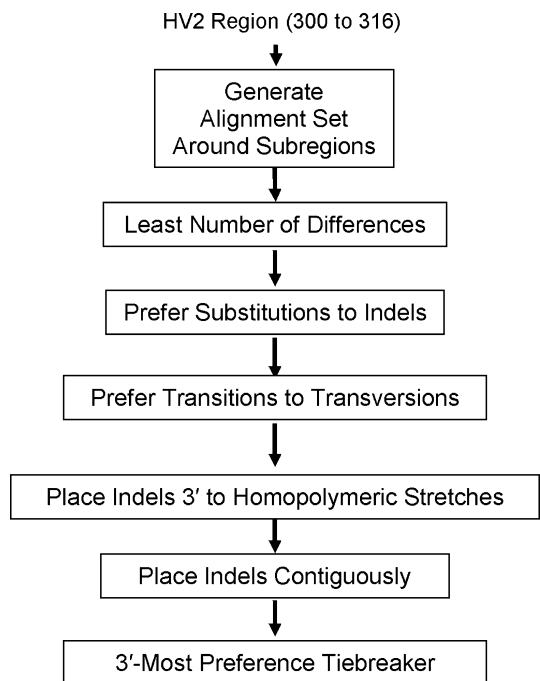 HV2 Region (300 to 316)
Generate
Alignment Set
Around Subregions
Least Number of Differences
Prefer Substitutions to Indels
Prefer Transitions to Transversions
Place Indels 3′ to Homopolymeric Stretches
Place Indels Contiguously
3′-Most Preference Tiebreaker